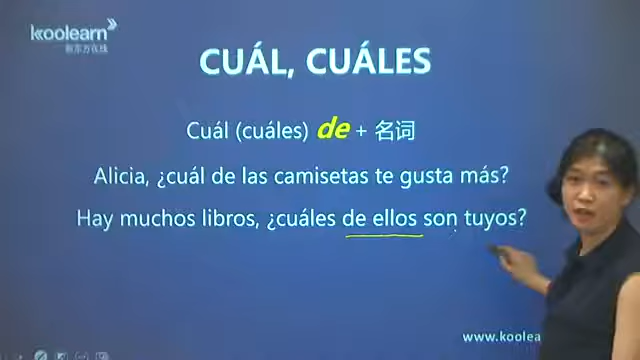 koolearn
新东方在线
CUÁL, CUÁLES
Cuál (cuáles) de + 名词
Alicia, ¿cuál de las camisetas te gusta más?
Hay muchos libros, ¿cuáles de ellos son tuyos?
www.koolea